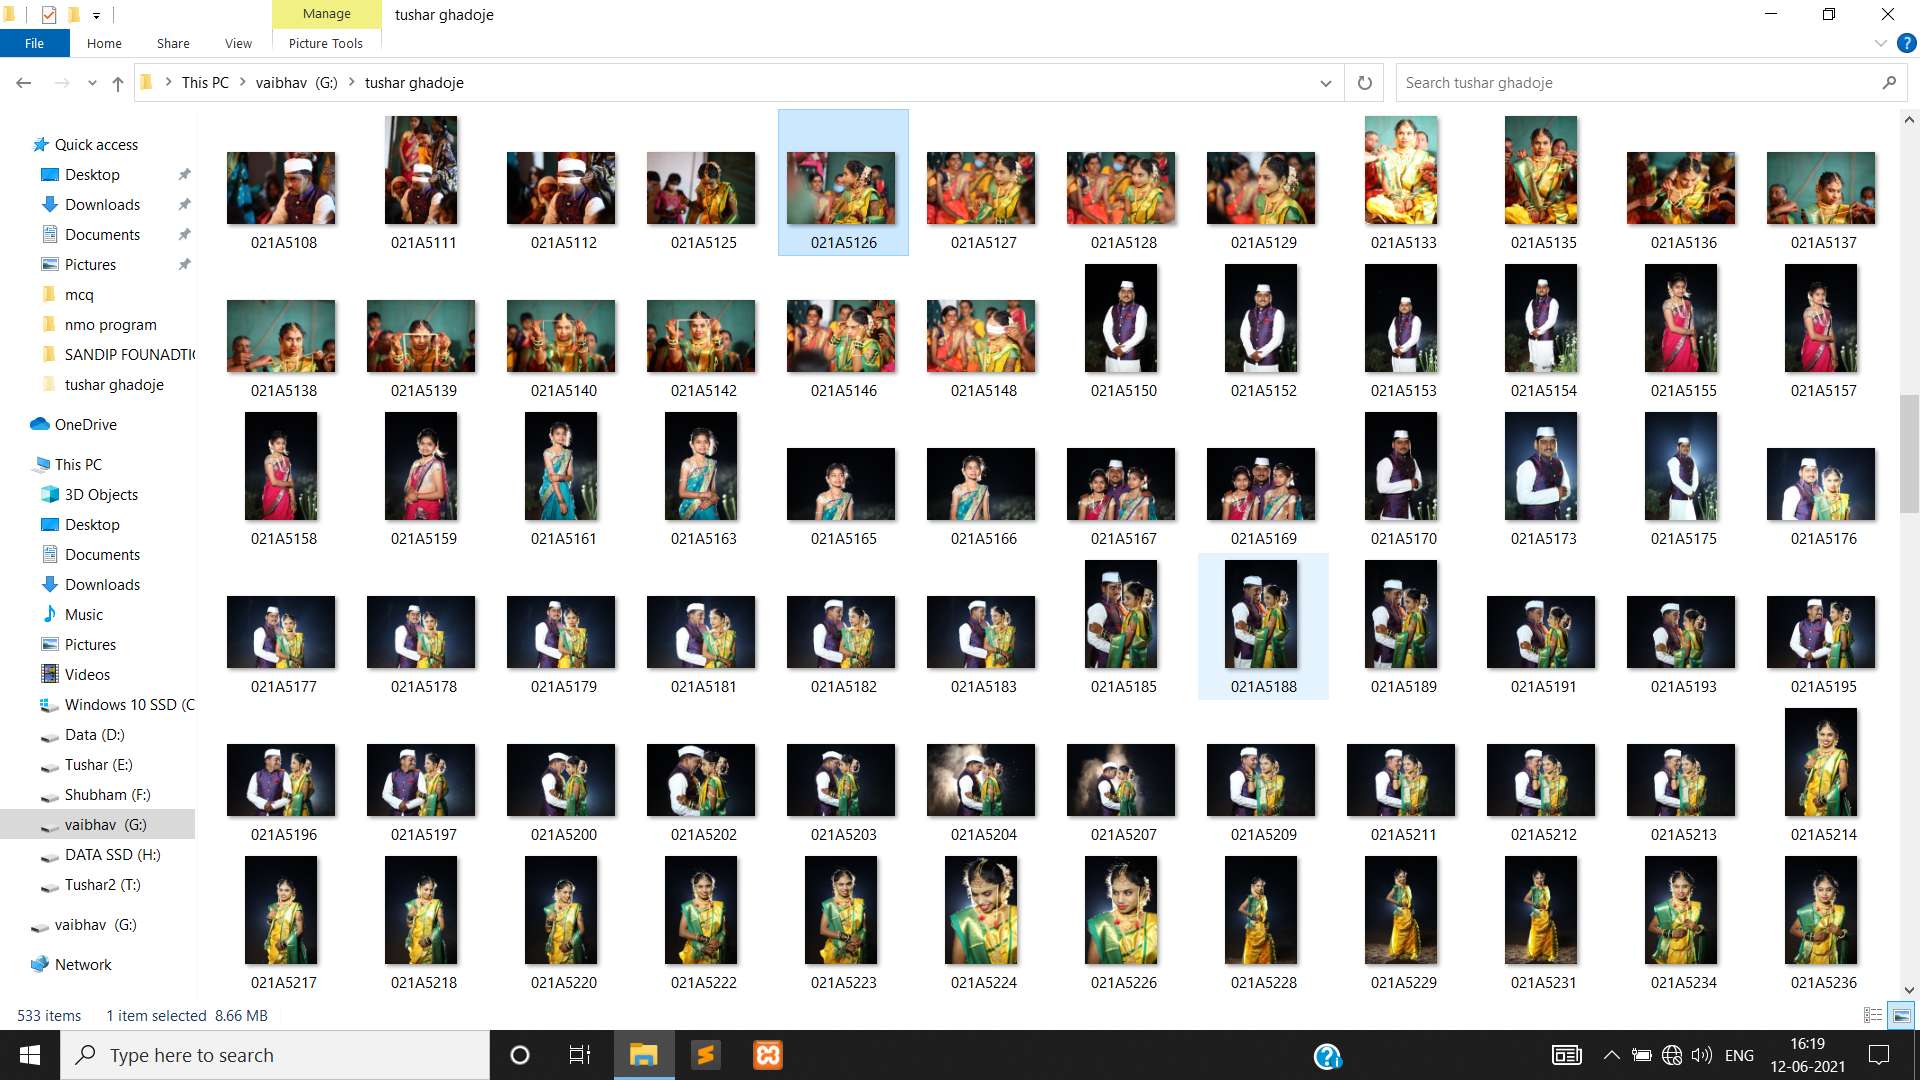 Manage
tushar ghadoje
File
Home
Share
View
Picture Tools
This PC
vaibhav (G:)
tushar ghadoje
Search tushar ghadoje
Quick access
Desktop
Downloads
Documents
Pictures
mcq
nmo program
SANDIP FOUNADTI
tushar ghadoje
OneDrive
This PC
3D Objects
Desktop
Documents
Downloads
Music
Pictures
Videos
Windows 10 SSD (C
Data (D:)
Tushar (E:)
Shubham (F:)
vaibhav (G:)
DATA SSD (H:)
Tushar2 (T:)
vaibhav (G:)
Network
021A5108 021A5111 021A5112 021A5125 021A5126 021A5127 021A5128 021A5129 021A5133 021A5135 021A5136 021A5137
021A5138 021A5139 021A5140 021A5142 021A5146 021A5148 021A5150 021A5152 021A5153 021A5154 021A5155 021A5157
021A5158 021A5159 021A5161 021A5163 021A5165 021A5166 021A5167 021A5169 021A5170 021A5173 021A5175 021A5176
021A5177 021A5178 021A5179 021A5181 021A5182 021A5183 021A5185 021A5188 021A5189 021A5191 021A5193 021A5195
021A5196 021A5197 021A5200 021A5202 021A5203 021A5204 021A5207 021A5209 021A5211 021A5212 021A5213 021A5214
021A5217 021A5218 021A5220 021A5222 021A5223 021A5224 021A5226 021A5228 021A5229 021A5231 021A5234 021A5236
533 items 1 item selected 8.66 MB
Type here to search
ENG
16:19
12-06-2021